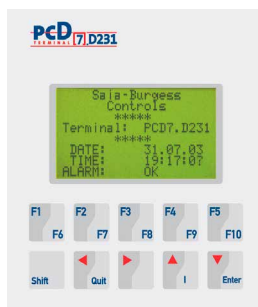 PCD 7.D231
TERMINAL
Saia-Burgess
Controls
*****
Terminal: PCD7.D231
*****
DATE: 31.07.03
TIME: 19:17:07
ALARM: OK
F1 F2 F3 F4 F5
F6 F7 F8 F9 F10
Shift Quit I Enter